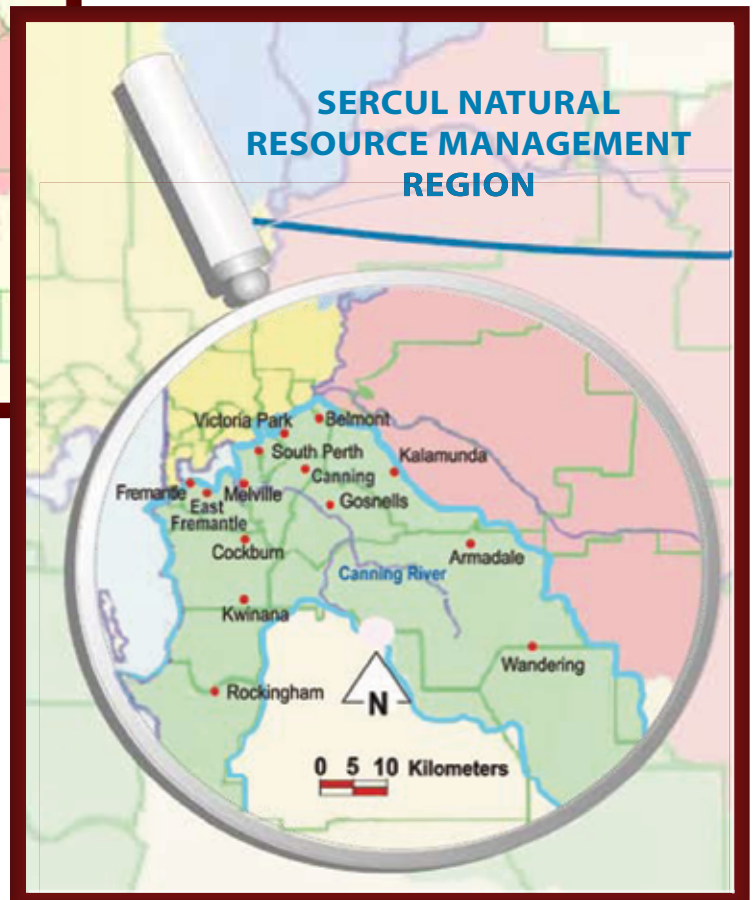 SERCUL NATURAL
RESOURCE MANAGEMENT
REGION
Victoria Park
Belmont
South Perth
Kalamunda
Canning
Fremantle
Melville
Gosnells
East
Fremantle
Cockburn
Armadale
Canning River
Kwinana
Wandering
Rockingham
N
0 5 10 Kilometers